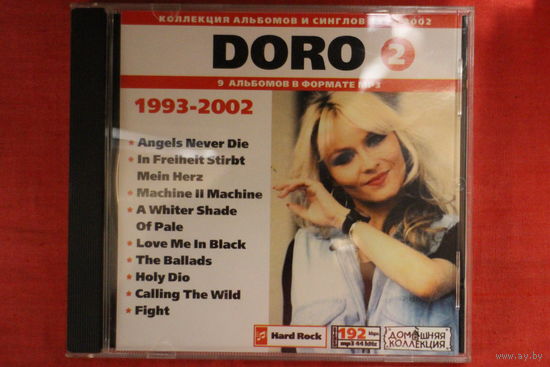 КОЛЛЕКЦИЯ АЛЬБОМОВ И СИНГЛОВ 2002
DORO 2
9 АЛЬБОМОВ В ФОРМАТЕ MP3
1993-2002
Angels Never Die
In Freiheit Stirbt
Mein Herz
Machine II Machine
A Whiter Shade
Of Pale
Love Me In Black
The Ballads
Holy Dio
Calling The Wild
Fight
Hard Rock
192 kbps
mp3 44 kHz
ДОМАШНЯЯ
КОЛЛЕКЦИЯ
www.ay.by